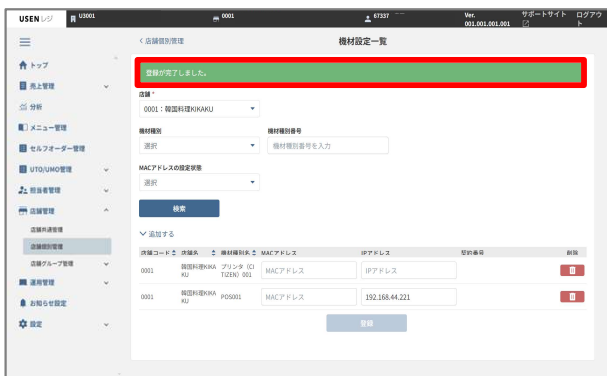 USEN レジ U3001 0001 67337 Ver. 001.001.001.001 サポートサイト ログアウト
< 店舗個別管理 機材設定一覧
トップ
売上管理
分析
メニュー管理
セルフオーダー管理
UTO/UMO管理
担当者管理
店舗管理
店舗共通管理
店舗個別管理
店舗グループ管理
運用管理
お知らせ設定
設定
登録が完了しました。
店舗 *
0001：韓国料理KIKAKU
機材種別 機材種別番号
選択 機材種別番号を入力
MACアドレスの設定状態
選択
検索
追加する
店舗コード 店舗名 機材種別名 MACアドレス IPアドレス 契約番号 削除
0001 韓国料理KIKAKU プリンタ（CITIZEN）001 MACアドレス IPアドレス
0001 韓国料理KIKAKU POS001 MACアドレス 192.168.44.221
登録